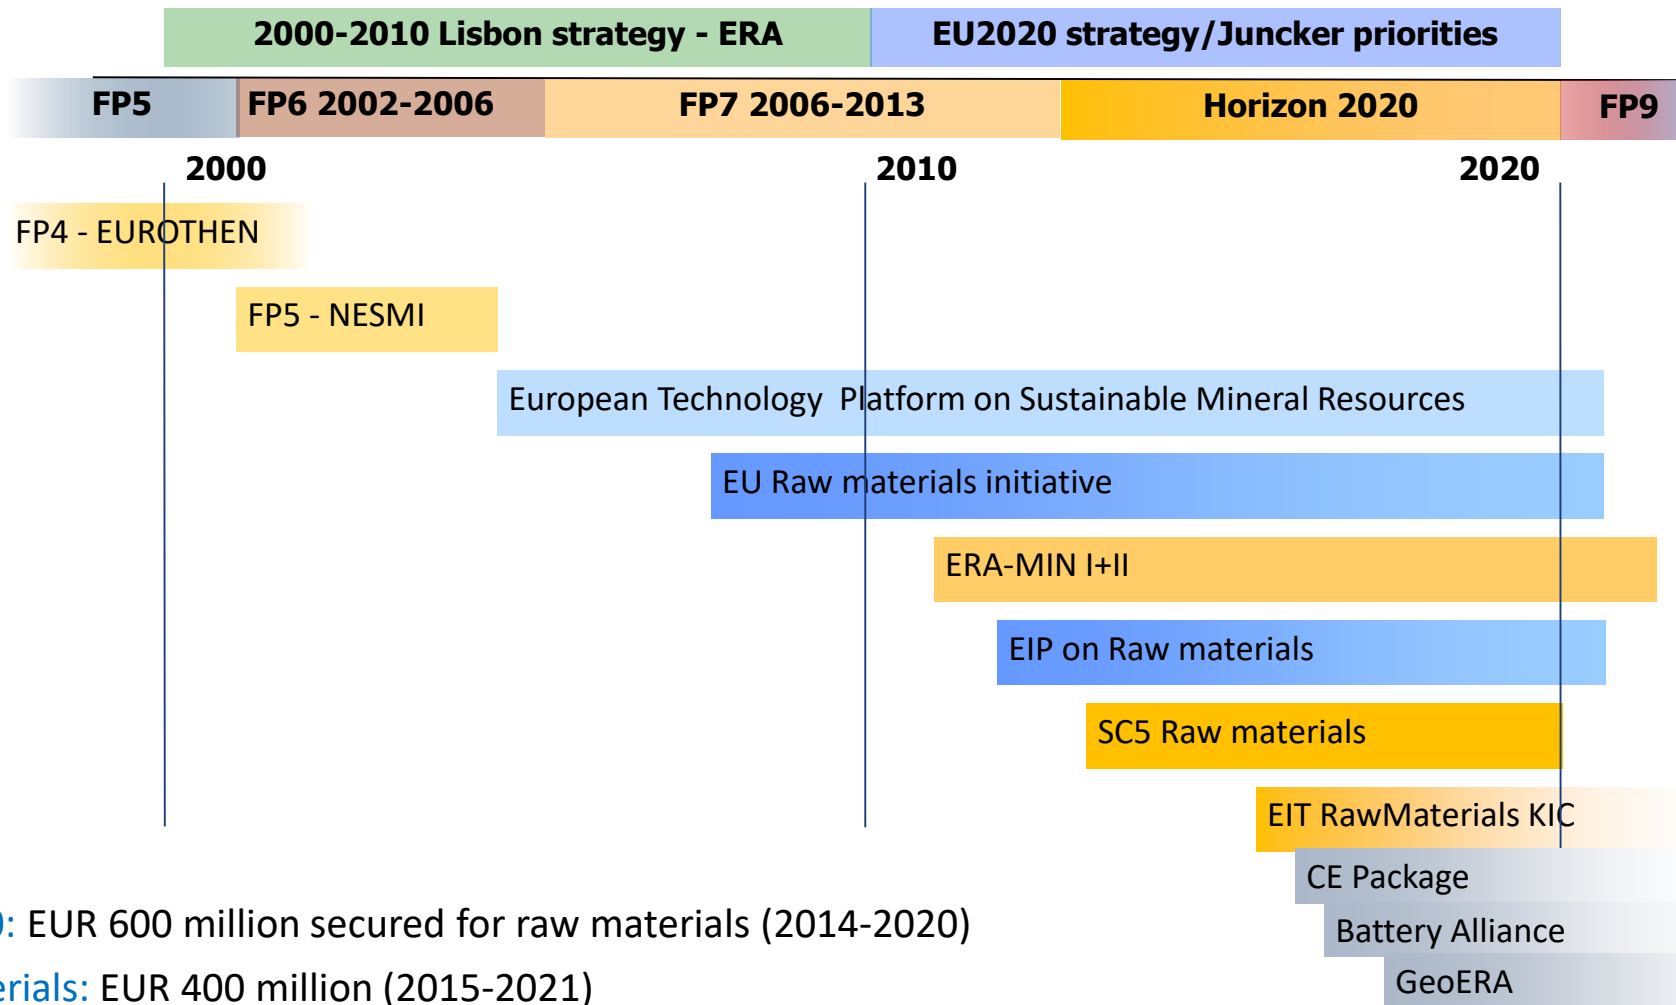 2000-2010 Lisbon strategy - ERA
EU2020 strategy/Juncker priorities
FP5
FP6 2002-2006
FP7 2006-2013
Horizon 2020
FP9
2000
2010
2020
FP4 - EUROTHEN
FP5 - NESMI
European Technology Platform on Sustainable Mineral Resources
EU Raw materials initiative
ERA-MIN I+II
EIP on Raw materials
SC5 Raw materials
EIT RawMaterials KIC
CE Package
Battery Alliance
GeoERA
: EUR 600 million secured for raw materials (2014-2020)
erials: EUR 400 million (2015-2021)